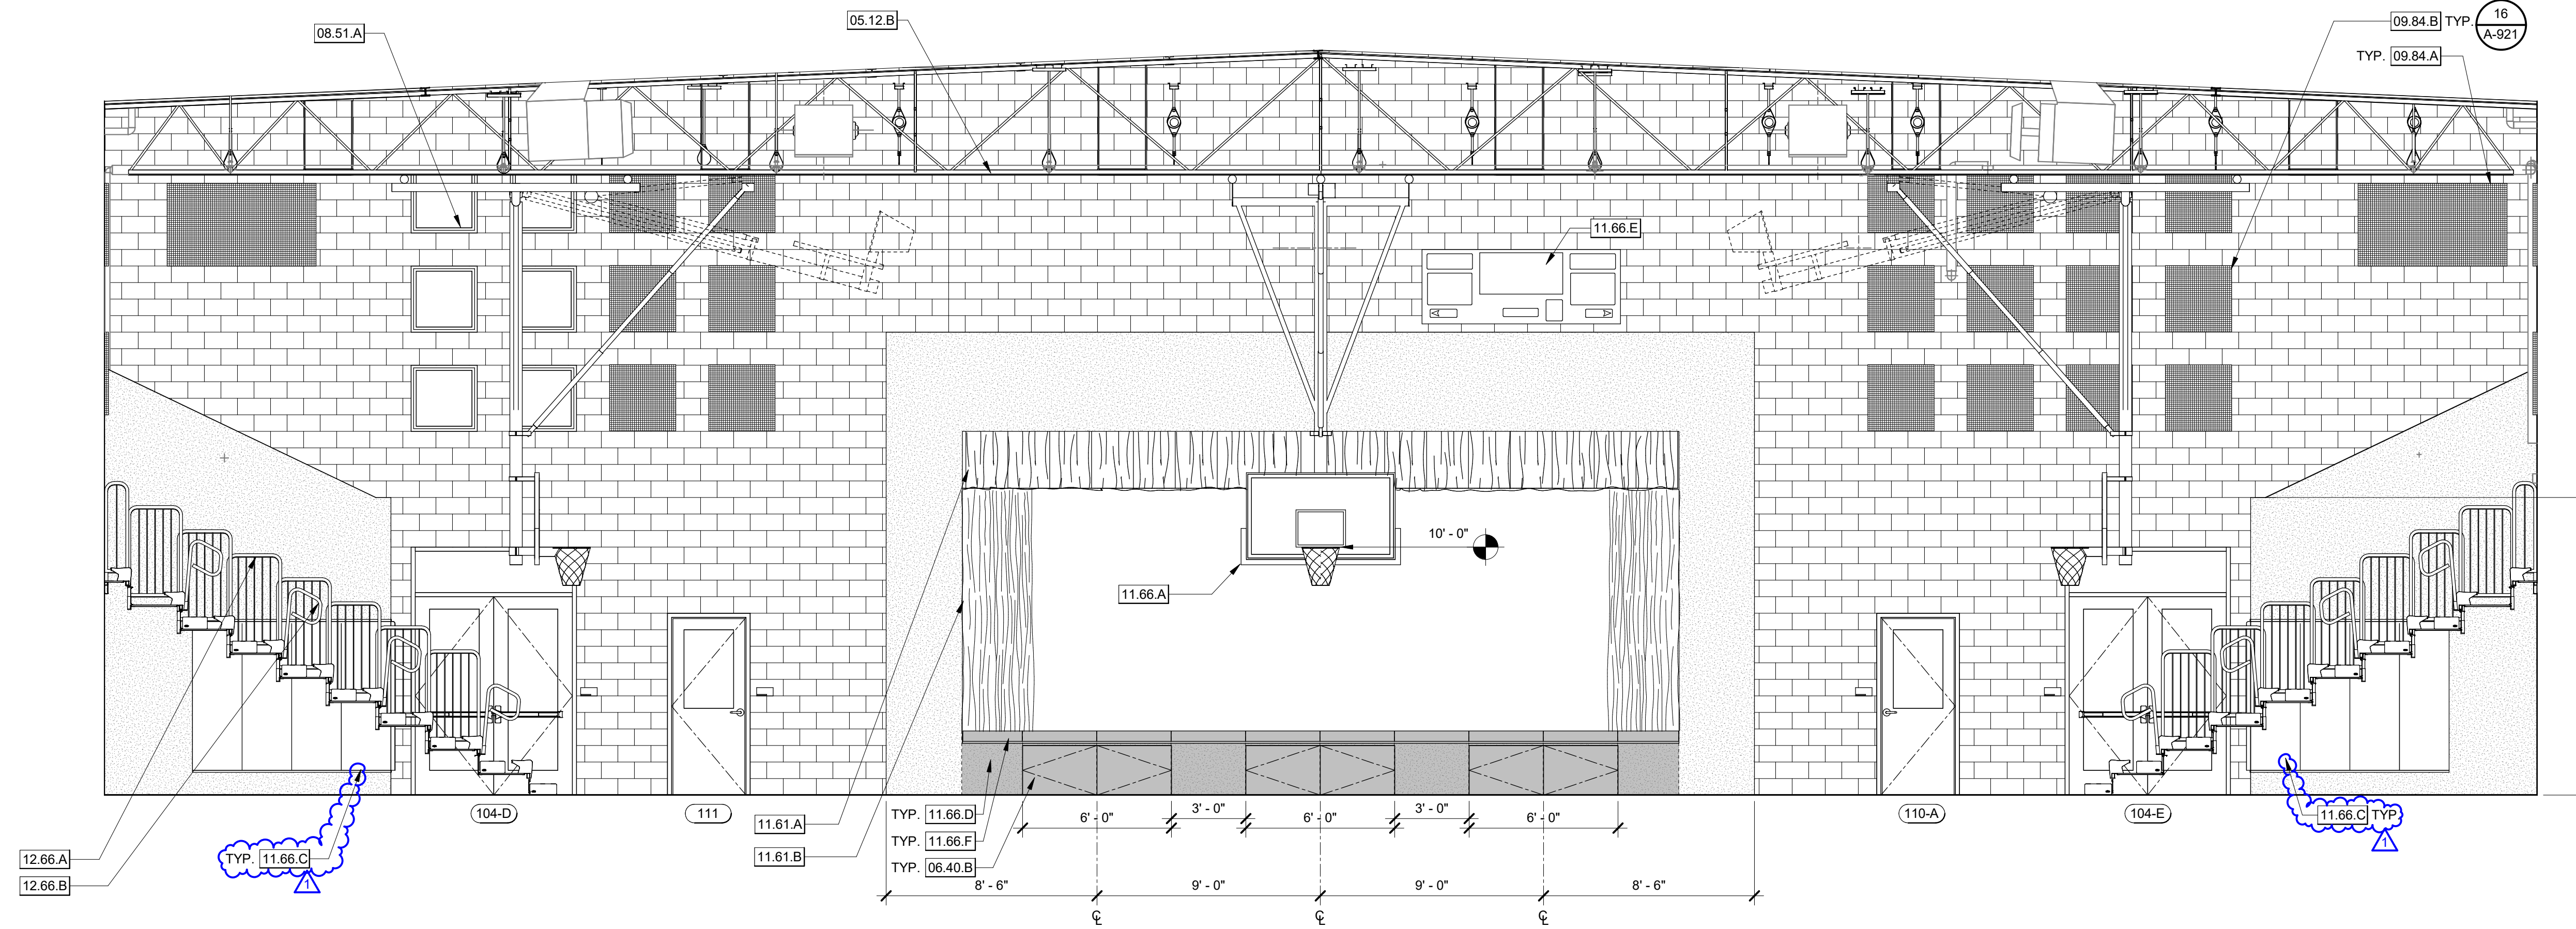 08.51.A
05.12.B
09.84.B TYP.
16
A-921
TYP. 09.84.A
11.66.E
10' - 0"
11.66.A
104-D
111
110-A
104-E
TYP. 11.66.D
3' - 0"
3' - 0"
11.61.A
6' - 0"
6' - 0"
6' - 0"
11.66.C TYP.
TYP. 11.66.F
1
12.66.A
TYP. 11.66.C
11.61.B
TYP. 06.40.B
12.66.B
1
8' - 6"
9' - 0"
9' - 0"
8' - 6"
℄
℄
℄